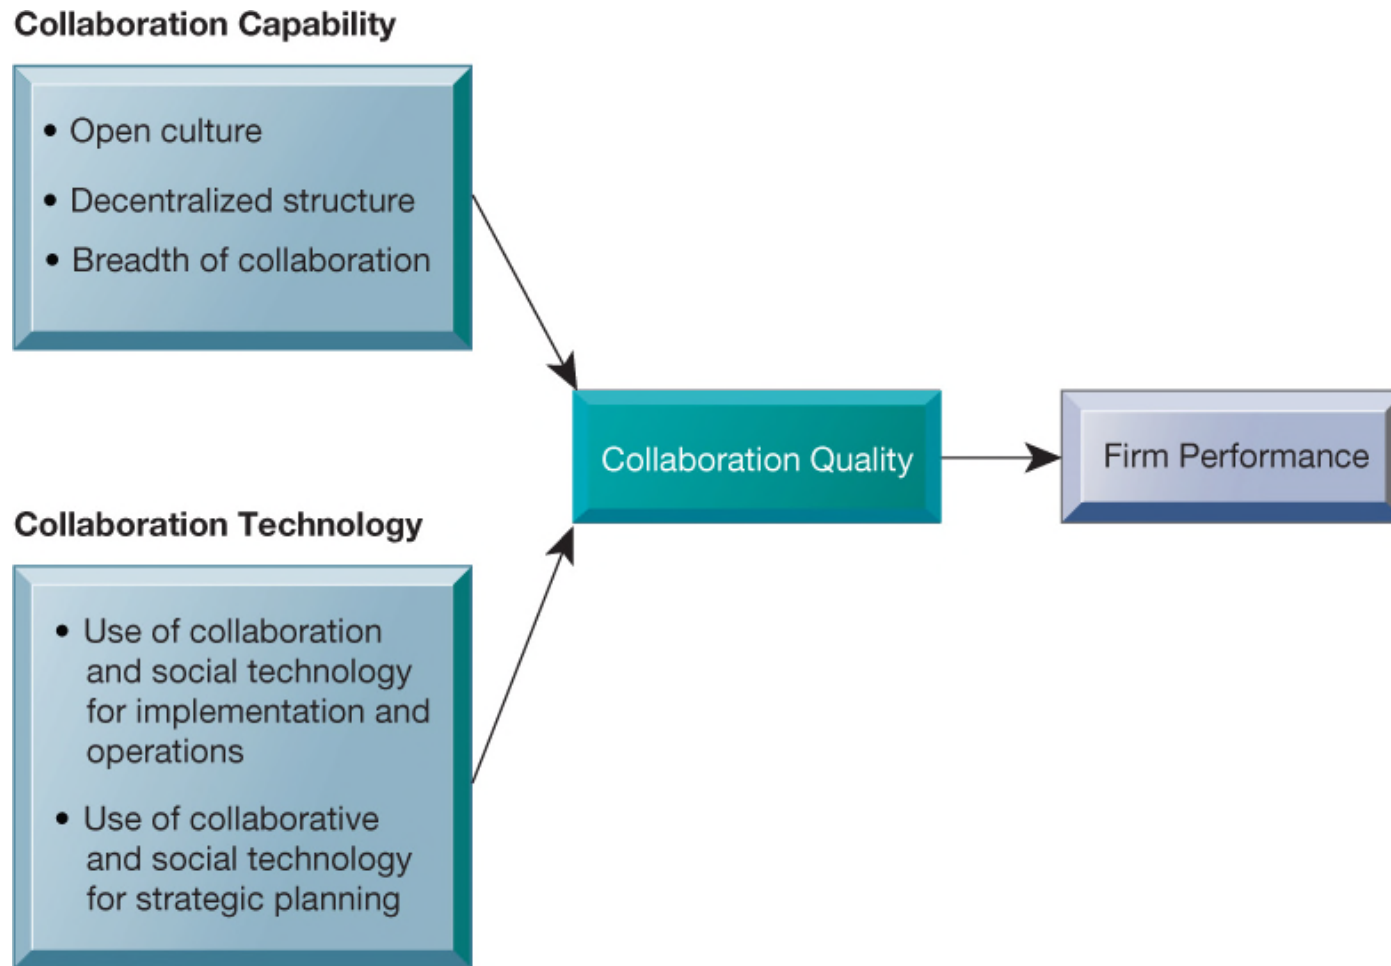 Collaboration Capability
• Open culture
• Decentralized structure
• Breadth of collaboration
Collaboration Quality
Firm Performance
Collaboration Technology
• Use of collaboration
and social technology
for implementation and
operations
• Use of collaborative
and social technology
for strategic planning